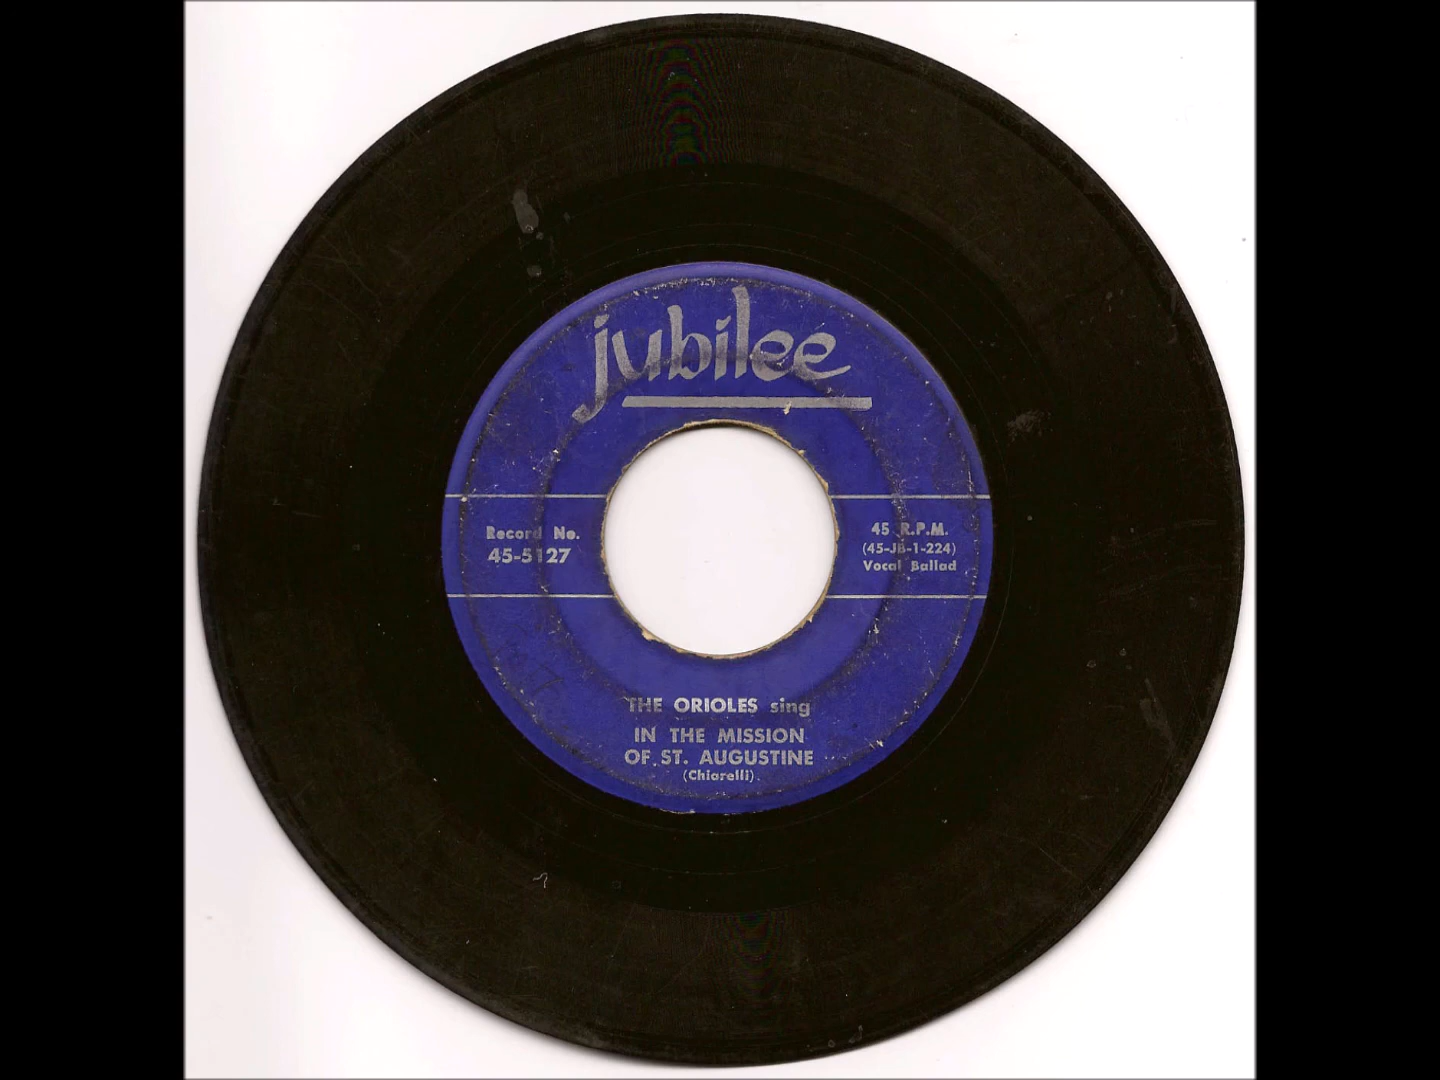 jubilee
Record No.
45-5127
45 R.P.M.
(45-JB-1-224)
Vocal Ballad
THE ORIOLES sing
IN THE MISSION
OF ST. AUGUSTINE
(Chiarelli)